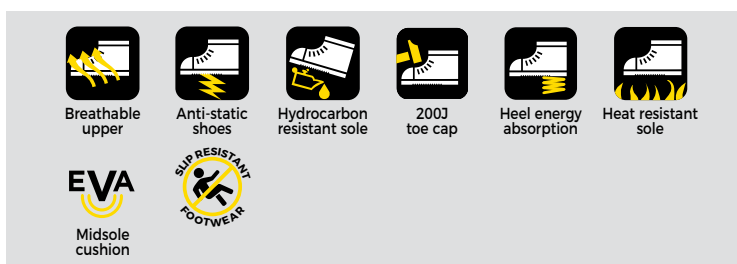 Breathable
upper
Anti-static
shoes
Hydrocarbon
resistant sole
200J
toe cap
Heel energy
absorption
Heat resistant
sole
EVA
Midsole
cushion
SLIP RESISTANT
FOOTWEAR